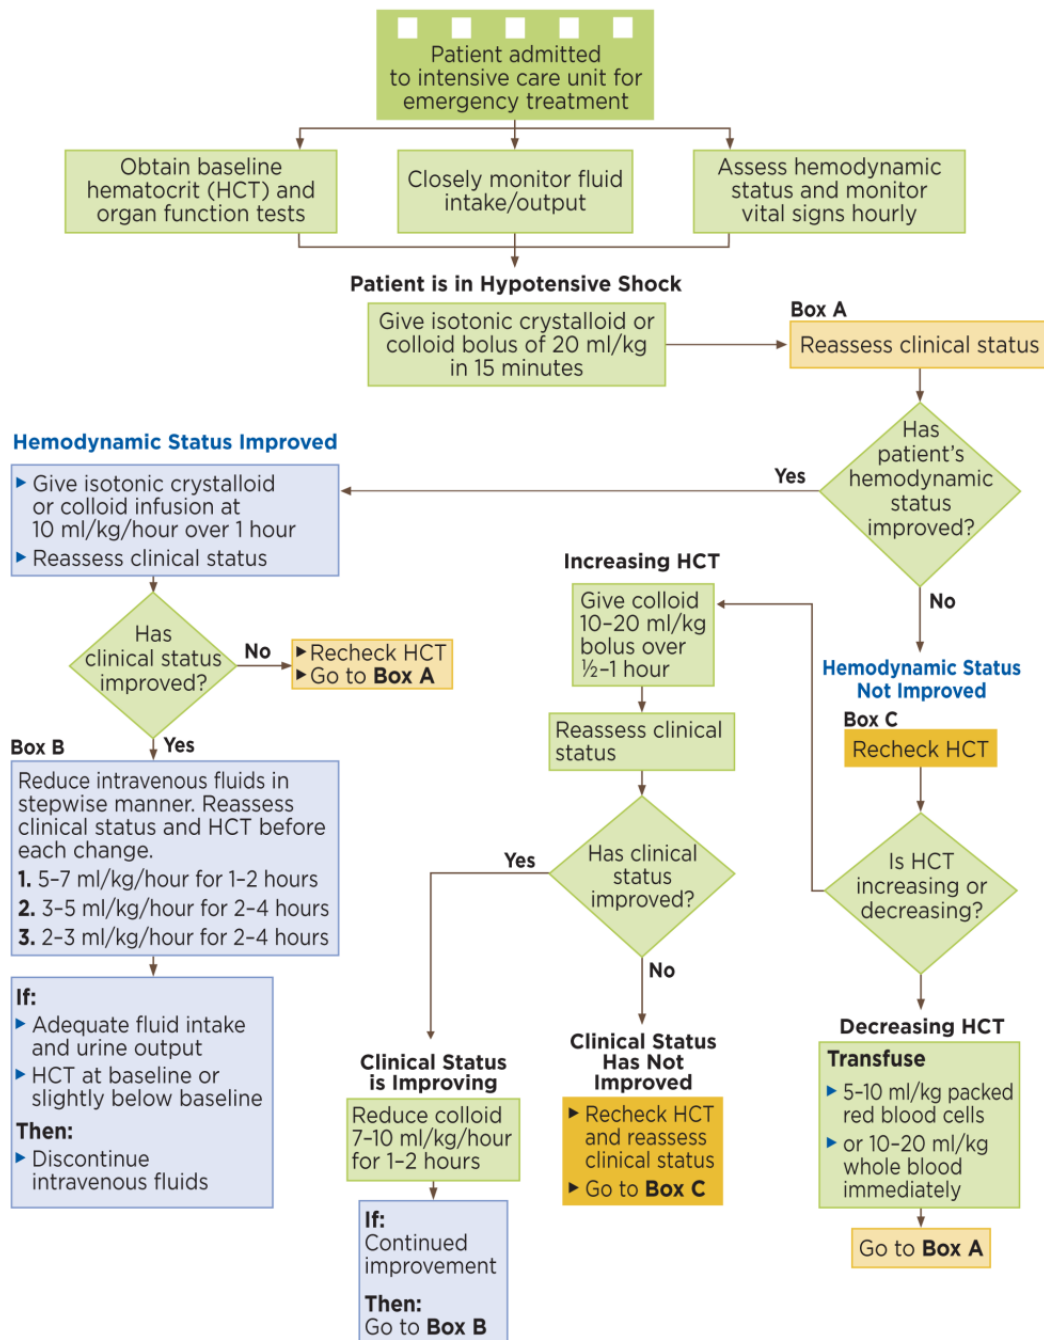 Patient admitted
to intensive care unit for
emergency treatment
Obtain baseline
hematocrit (HCT) and
organ function tests
Closely monitor fluid
intake/output
Assess hemodynamic
status and monitor
vital signs hourly
Patient is in Hypotensive Shock
Give isotonic crystalloid or
colloid bolus of 20 ml/kg
in 15 minutes
Box A
Reassess clinical status
Has
patient's
hemodynamic
status
improved?
Yes
No
Hemodynamic Status Improved
▶ Give isotonic crystalloid
or colloid infusion at
10 ml/kg/hour over 1 hour
▶ Reassess clinical status
Has
clinical status
improved?
No
▶ Recheck HCT
▶ Go to Box A
Yes
Box B
Reduce intravenous fluids in
stepwise manner. Reassess
clinical status and HCT before
each change.
1. 5–7 ml/kg/hour for 1–2 hours
2. 3–5 ml/kg/hour for 2–4 hours
3. 2–3 ml/kg/hour for 2–4 hours
If:
▶ Adequate fluid intake
and urine output
▶ HCT at baseline or
slightly below baseline
Then:
▶ Discontinue
intravenous fluids
Hemodynamic Status
Not Improved
Box C
Recheck HCT
Is HCT
increasing or
decreasing?
Increasing HCT
Give colloid
10–20 ml/kg
bolus over
½–1 hour
Reassess clinical
status
Has clinical
status
improved?
Yes
No
Clinical Status
is Improving
Reduce colloid
7–10 ml/kg/hour
for 1–2 hours
If:
Continued
improvement
Then:
Go to Box B
Clinical Status
Has Not
Improved
▶ Recheck HCT
and reassess
clinical status
▶ Go to Box C
Decreasing HCT
Transfuse
▶ 5–10 ml/kg packed
red blood cells
▶ or 10–20 ml/kg
whole blood
immediately
Go to Box A